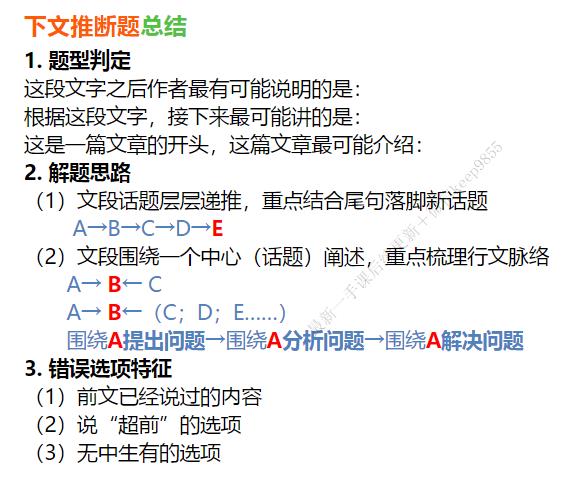 下文推断题总结
1. 题型判定
这段文字之后作者最有可能说明的是：
根据这段文字，接下来最可能讲的是：
这是一篇文章的开头，这篇文章最可能介绍：
2. 解题思路
（1）文段话题层层递推，重点结合尾句落脚新话题
A→B→C→D→E
（2）文段围绕一个中心（话题）阐述，重点梳理行文脉络
A→ B← C
A→ B←（C；D；E……）
围绕A提出问题→围绕A分析问题→围绕A解决问题
3. 错误选项特征
（1）前文已经说过的内容
（2）说“超前”的选项
（3）无中生有的选项